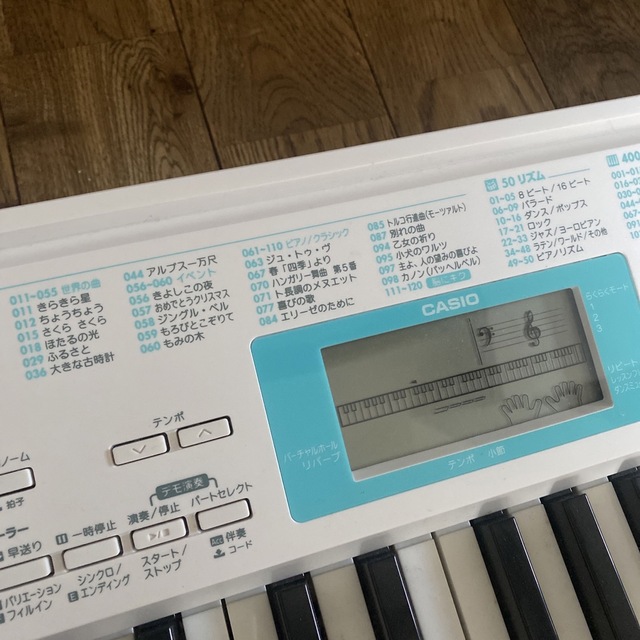 011-055 世界の曲
011 きらきら星
012 ちょうちょう
015 さくら さくら
018 ほたるの光
029 ふるさと
036 大きな古時計
044 アルプス一万尺
056-060 イベント
056 きよしこの夜
057 おめでとうクリスマス
058 ジングル・ベル
059 もろびとこぞりて
060 もみの木
061-110 ピアノ/クラシック
063 ジュ・トゥ・ヴ
067 春「四季」より
070 ハンガリー舞曲 第5番
071 ト長調のメヌエット
077 喜びの歌
084 エリーゼのために
085 トルコ行進曲(モーツァルト)
087 別れの曲
094 乙女の祈り
095 小犬のワルツ
097 主よ、人の望みの喜びよ
098 カノン(パッヘルベル)
111-120
50 リズム
01-05 8ビート/16ビート
06-09 バラード
10-16 ダンス/ポップス
17-21 ロック
22-33 ジャズ/ヨーロピアン
34-48 ラテン/ワールド/その他
49-50 ピアノリズム
400
CASIO
らくらくモード
1
2
3
リピート
バーチャルホール
リバーブ
テンポ 小節
テンポ
デモ演奏
拍子
早送り
一時停止
演奏/停止
パートセレクト
バリエーション
フィルイン
シンクロ/
エンディング
スタート/
ストップ
伴奏
コード